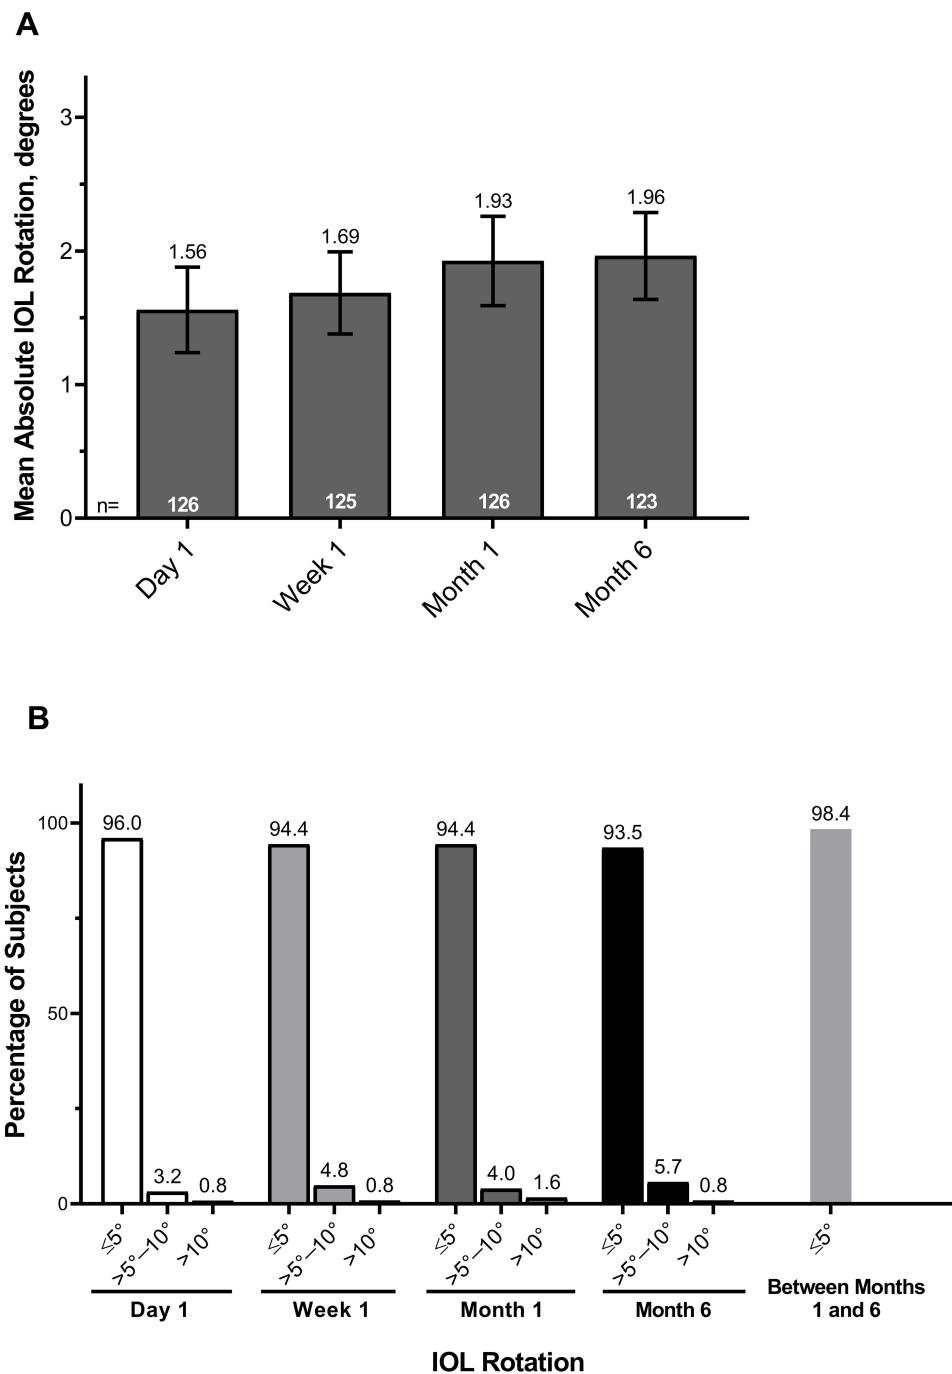 A
Mean Absolute IOL Rotation, degrees
3
2
1
0
1.56
1.69
1.93
1.96
n=
126
125
126
123
Day 1
Week 1
Month 1
Month 6
B
Percentage of Subjects
100
50
0
96.0
3.2
0.8
94.4
4.8
0.8
94.4
4.0
1.6
93.5
5.7
0.8
98.4
≤5°
>5°–10°
>10°
≤5°
>5°–10°
>10°
≤5°
>5°–10°
>10°
≤5°
>5°–10°
>10°
≤5°
Day 1
Week 1
Month 1
Month 6
Between Months
1 and 6
IOL Rotation